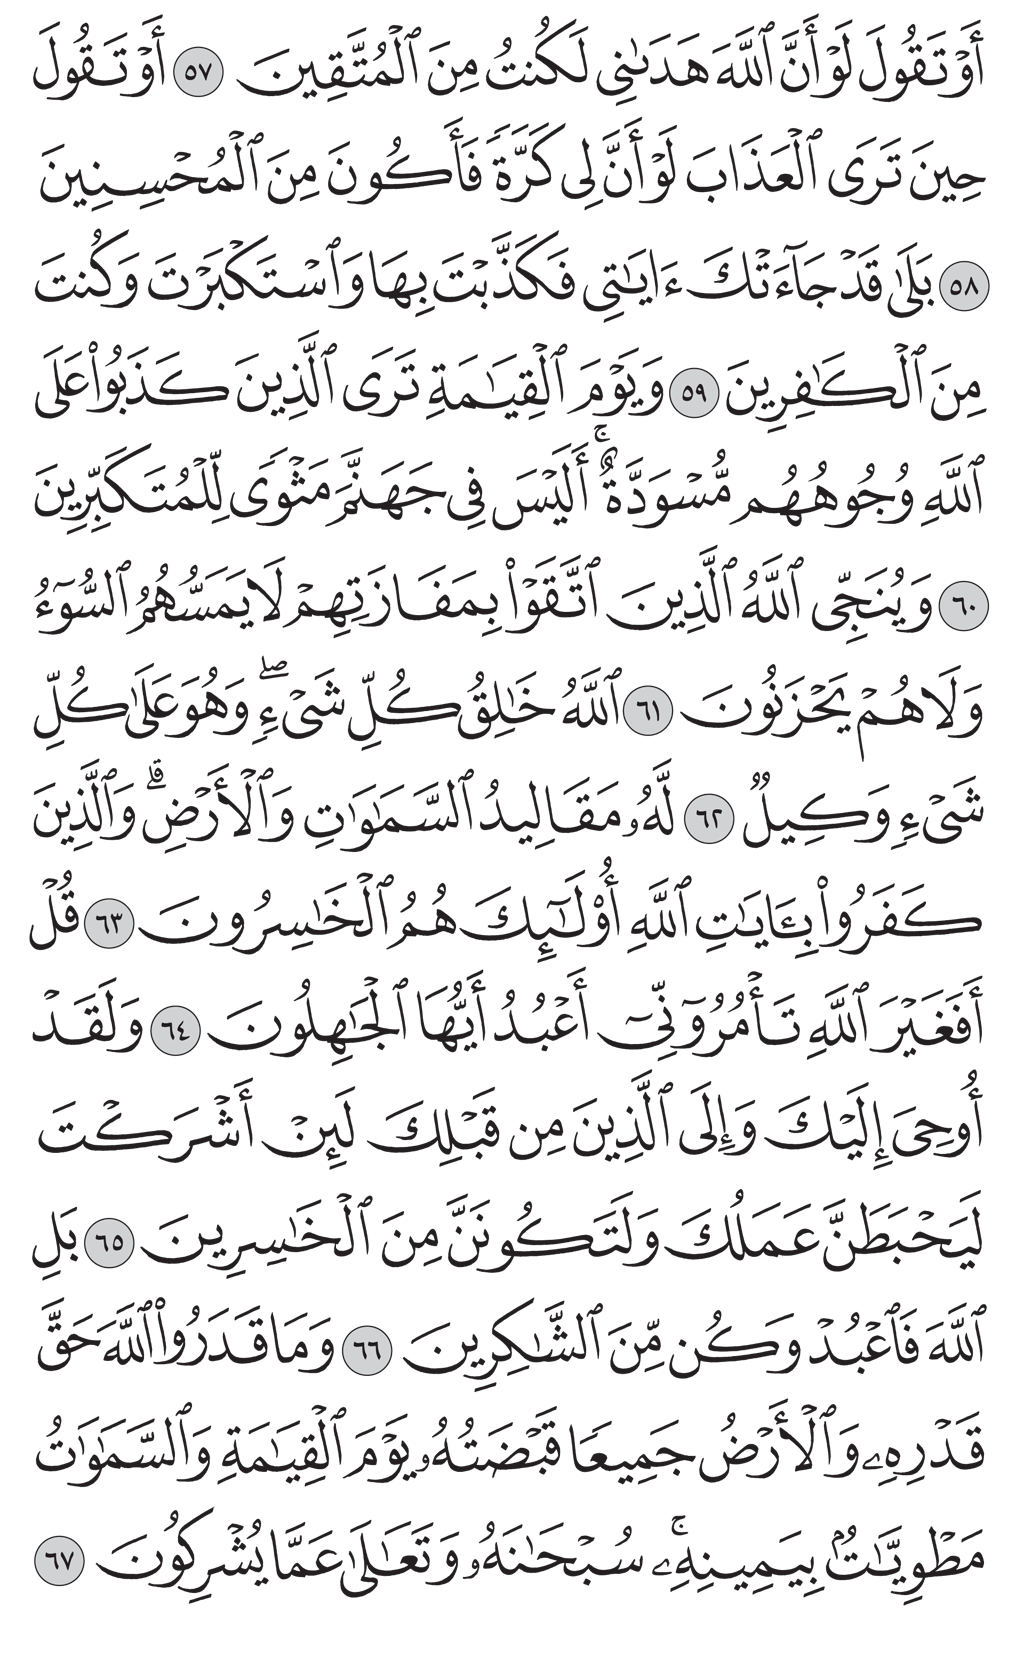 أَوْ تَقُولَ لَوْ أَنَّ ٱللَّهَ هَدَىٰنِى لَكُنتُ مِنَ ٱلْمُتَّقِينَ ٥٧ أَوْ تَقُولَ
حِينَ تَرَى ٱلْعَذَابَ لَوْ أَنَّ لِى كَرَّةً فَأَكُونَ مِنَ ٱلْمُحْسِنِينَ
٥٨ بَلَىٰ قَدْ جَآءَتْكَ ءَايَٰتِى فَكَذَّبْتَ بِهَا وَٱسْتَكْبَرْتَ وَكُنتَ
مِنَ ٱلْكَٰفِرِينَ ٥٩ وَيَوْمَ ٱلْقِيَٰمَةِ تَرَى ٱلَّذِينَ كَذَبُوا۟ عَلَى
ٱللَّهِ وُجُوهُهُم مُّسْوَدَّةٌ ۚ أَلَيْسَ فِى جَهَنَّمَ مَثْوًى لِّلْمُتَكَبِّرِينَ
٦٠ وَيُنَجِّى ٱللَّهُ ٱلَّذِينَ ٱتَّقَوْا۟ بِمَفَازَتِهِمْ لَا يَمَسُّهُمُ ٱلسُّوٓءُ
وَلَا هُمْ يَحْزَنُونَ ٦١ ٱللَّهُ خَٰلِقُ كُلِّ شَىْءٍ ۖ وَهُوَ عَلَىٰ كُلِّ
شَىْءٍ وَكِيلٌ ٦٢ لَّهُۥ مَقَالِيدُ ٱلسَّمَٰوَٰتِ وَٱلْأَرْضِ ۗ وَٱلَّذِينَ
كَفَرُوا۟ بِـَٔايَٰتِ ٱللَّهِ أُو۟لَٰٓئِكَ هُمُ ٱلْخَٰسِرُونَ ٦٣ قُلْ
أَفَغَيْرَ ٱللَّهِ تَأْمُرُوٓنِّىٓ أَعْبُدُ أَيُّهَا ٱلْجَٰهِلُونَ ٦٤ وَلَقَدْ
أُوحِىَ إِلَيْكَ وَإِلَى ٱلَّذِينَ مِن قَبْلِكَ لَئِنْ أَشْرَكْتَ
لَيَحْبَطَنَّ عَمَلُكَ وَلَتَكُونَنَّ مِنَ ٱلْخَٰسِرِينَ ٦٥ بَلِ
ٱللَّهَ فَٱعْبُدْ وَكُن مِّنَ ٱلشَّٰكِرِينَ ٦٦ وَمَا قَدَرُوا۟ ٱللَّهَ حَقَّ
قَدْرِهِۦ وَٱلْأَرْضُ جَمِيعًا قَبْضَتُهُۥ يَوْمَ ٱلْقِيَٰمَةِ وَٱلسَّمَٰوَٰتُ
مَطْوِيَّٰتٌۢ بِيَمِينِهِۦ ۚ سُبْحَٰنَهُۥ وَتَعَٰلَىٰ عَمَّا يُشْرِكُونَ ٦٧